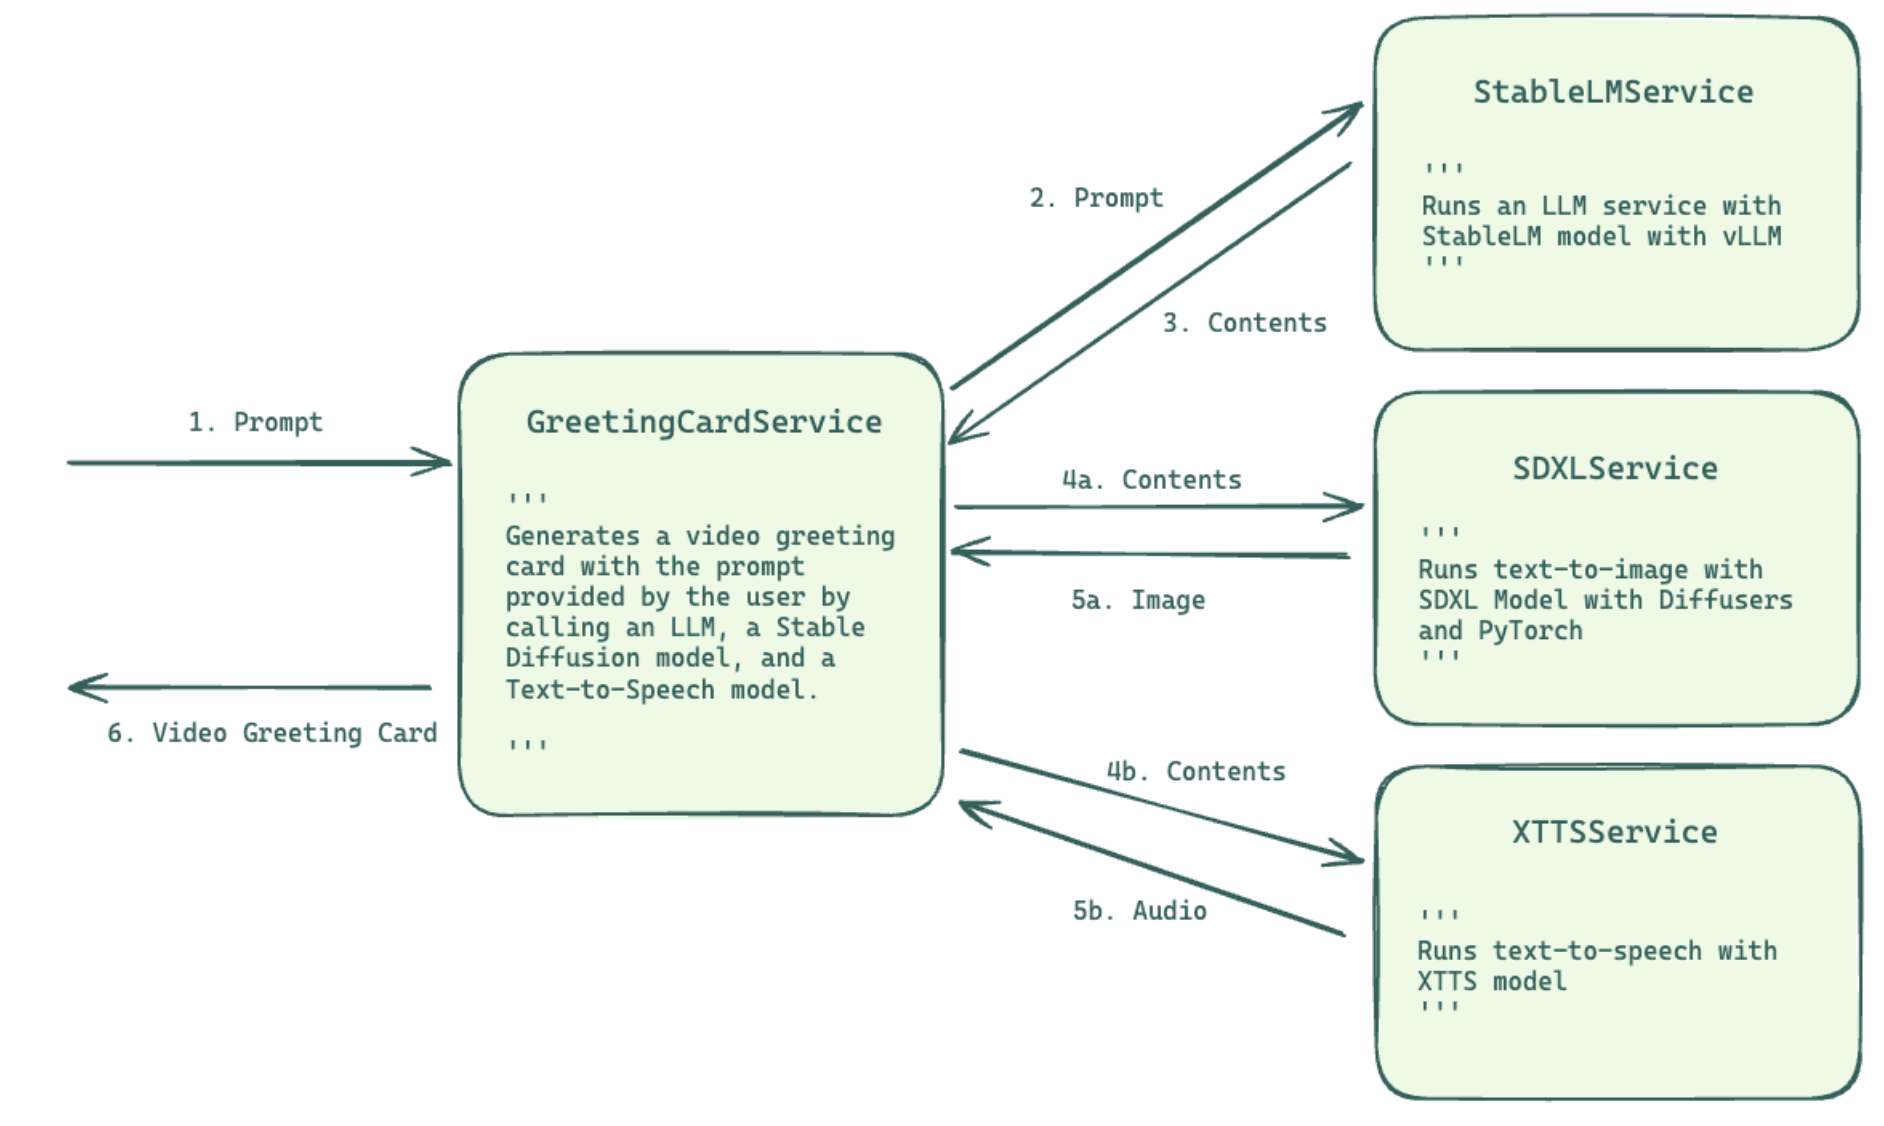 StableLMService
'''
Runs an LLM service with
StableLM model with vLLM
'''
2. Prompt
3. Contents
1. Prompt
GreetingCardService
'''
Generates a video greeting
card with the prompt
provided by the user by
calling an LLM, a Stable
Diffusion model, and a
Text-to-Speech model.
'''
6. Video Greeting Card
4a. Contents
5a. Image
SDXLService
'''
Runs text-to-image with
SDXL Model with Diffusers
and PyTorch
'''
4b. Contents
5b. Audio
XTTSService
'''
Runs text-to-speech with
XTTS model
'''